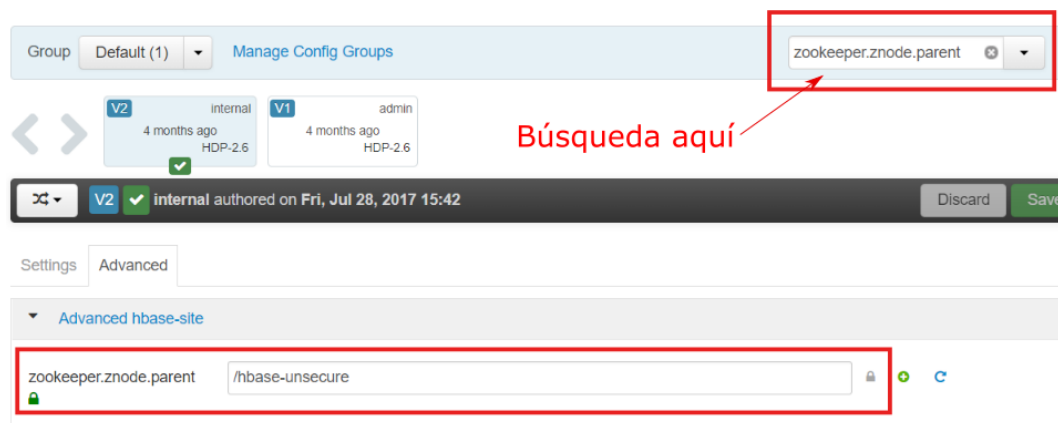 Group Default (1) Manage Config Groups zookeeper.znode.parent
V2 internal V1 admin
4 months ago 4 months ago
HDP-2.6 HDP-2.6
Búsqueda aquí
V2 internal authored on Fri, Jul 28, 2017 15:42 Discard Save
Settings Advanced
Advanced hbase-site
zookeeper.znode.parent /hbase-unsecure